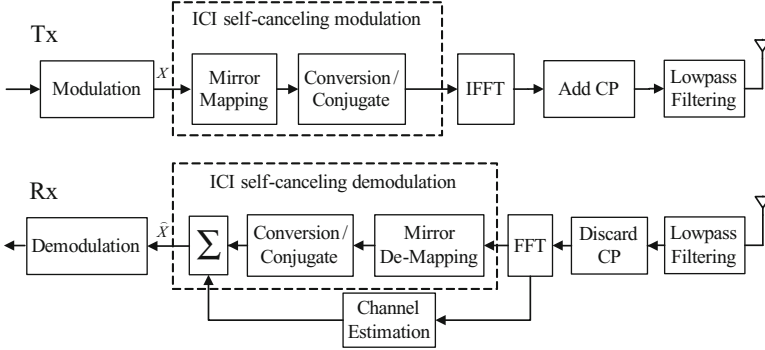 ICI self-canceling modulation
Tx
X
Modulation
Mirror
Mapping
Conversion /
Conjugate
IFFT
Add CP
Lowpass
Filtering
ICI self-canceling demodulation
Rx
X̂
Demodulation
∑
Conversion /
Conjugate
Mirror
De-Mapping
FFT
Discard
CP
Lowpass
Filtering
Channel
Estimation